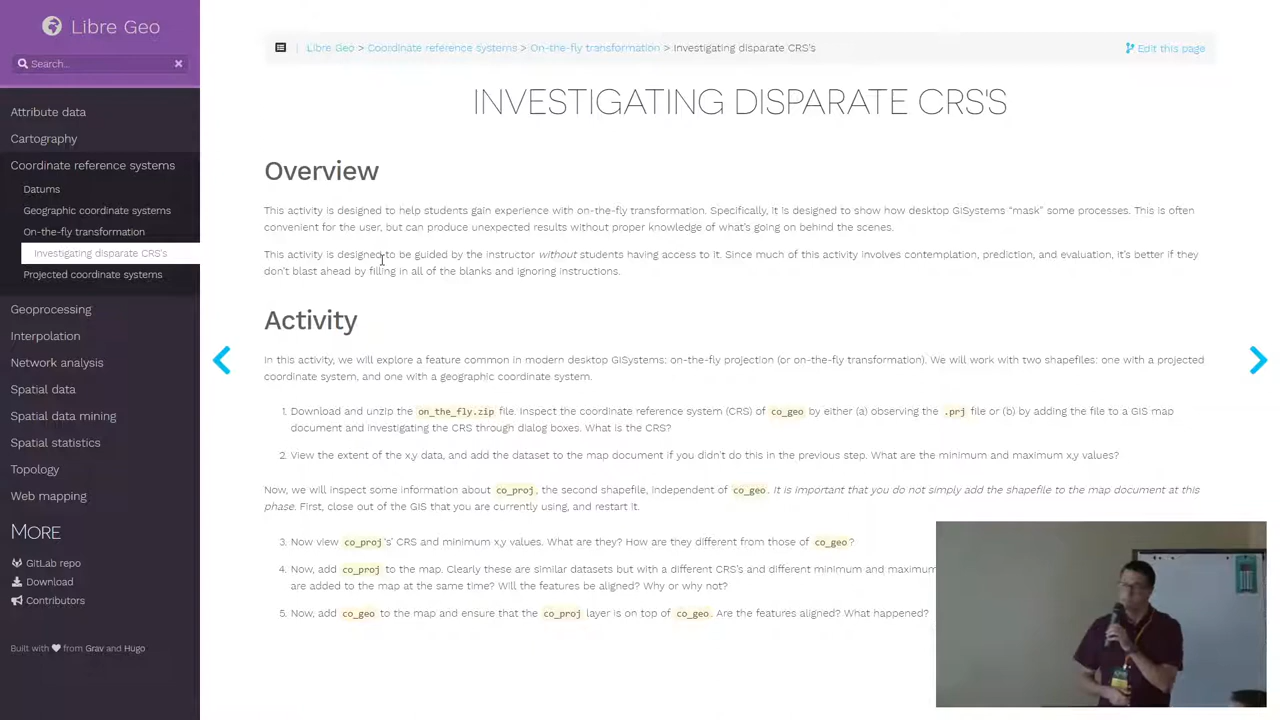 Libre Geo
Search...
Attribute data
Cartography
Coordinate reference systems
Datums
Geographic coordinate systems
On-the-fly transformation
Investigating disparate CRS's
Projected coordinate systems
Geoprocessing
Interpolation
Network analysis
Spatial data
Spatial data mining
Spatial statistics
Topology
Web mapping
More
GitLab repo
Download
Contributors
Built with from Grav and Hugo
Libre Geo > Coordinate reference systems > On-the-fly transformation > Investigating disparate CRS's
Edit this page
INVESTIGATING DISPARATE CRS'S
Overview
This activity is designed to help students gain experience with on-the-fly transformation. Specifically, it is designed to show how desktop GISystems “mask” some processes. This is often
convenient for the user, but can produce unexpected results without proper knowledge of what’s going on behind the scenes.
This activity is designed to be guided by the instructor without students having access to it. Since much of this activity involves contemplation, prediction, and evaluation, it’s better if they
don’t blast ahead by filling in all of the blanks and ignoring instructions.
Activity
In this activity, we will explore a feature common in modern desktop GISystems: on-the-fly projection (or on-the-fly transformation). We will work with two shapefiles: one with a projected
coordinate system, and one with a geographic coordinate system.
1. Download and unzip the on_the_fly.zip file. Inspect the coordinate reference system (CRS) of co_geo by either (a) observing the .prj file or (b) by adding the file to a GIS map
document and investigating the CRS through dialog boxes. What is the CRS?
2. View the extent of the x,y data, and add the dataset to the map document if you didn’t do this in the previous step. What are the minimum and maximum x,y values?
Now, we will inspect some information about co_proj, the second shapefile, independent of co_geo. It is important that you do not simply add the shapefile to the map document at this
phase. First, close out of the GIS that you are currently using, and restart it.
3. Now view co_proj’s’ CRS and minimum x,y values. What are they? How are they different from those of co_geo?
4. Now, add co_proj to the map. Clearly these are similar datasets but with a different CRS’s and different minimum and maximum
are added to the map at the same time? Will the features be aligned? Why or why not?
5. Now, add co_geo to the map and ensure that the co_proj layer is on top of co_geo. Are the features aligned? What happened?